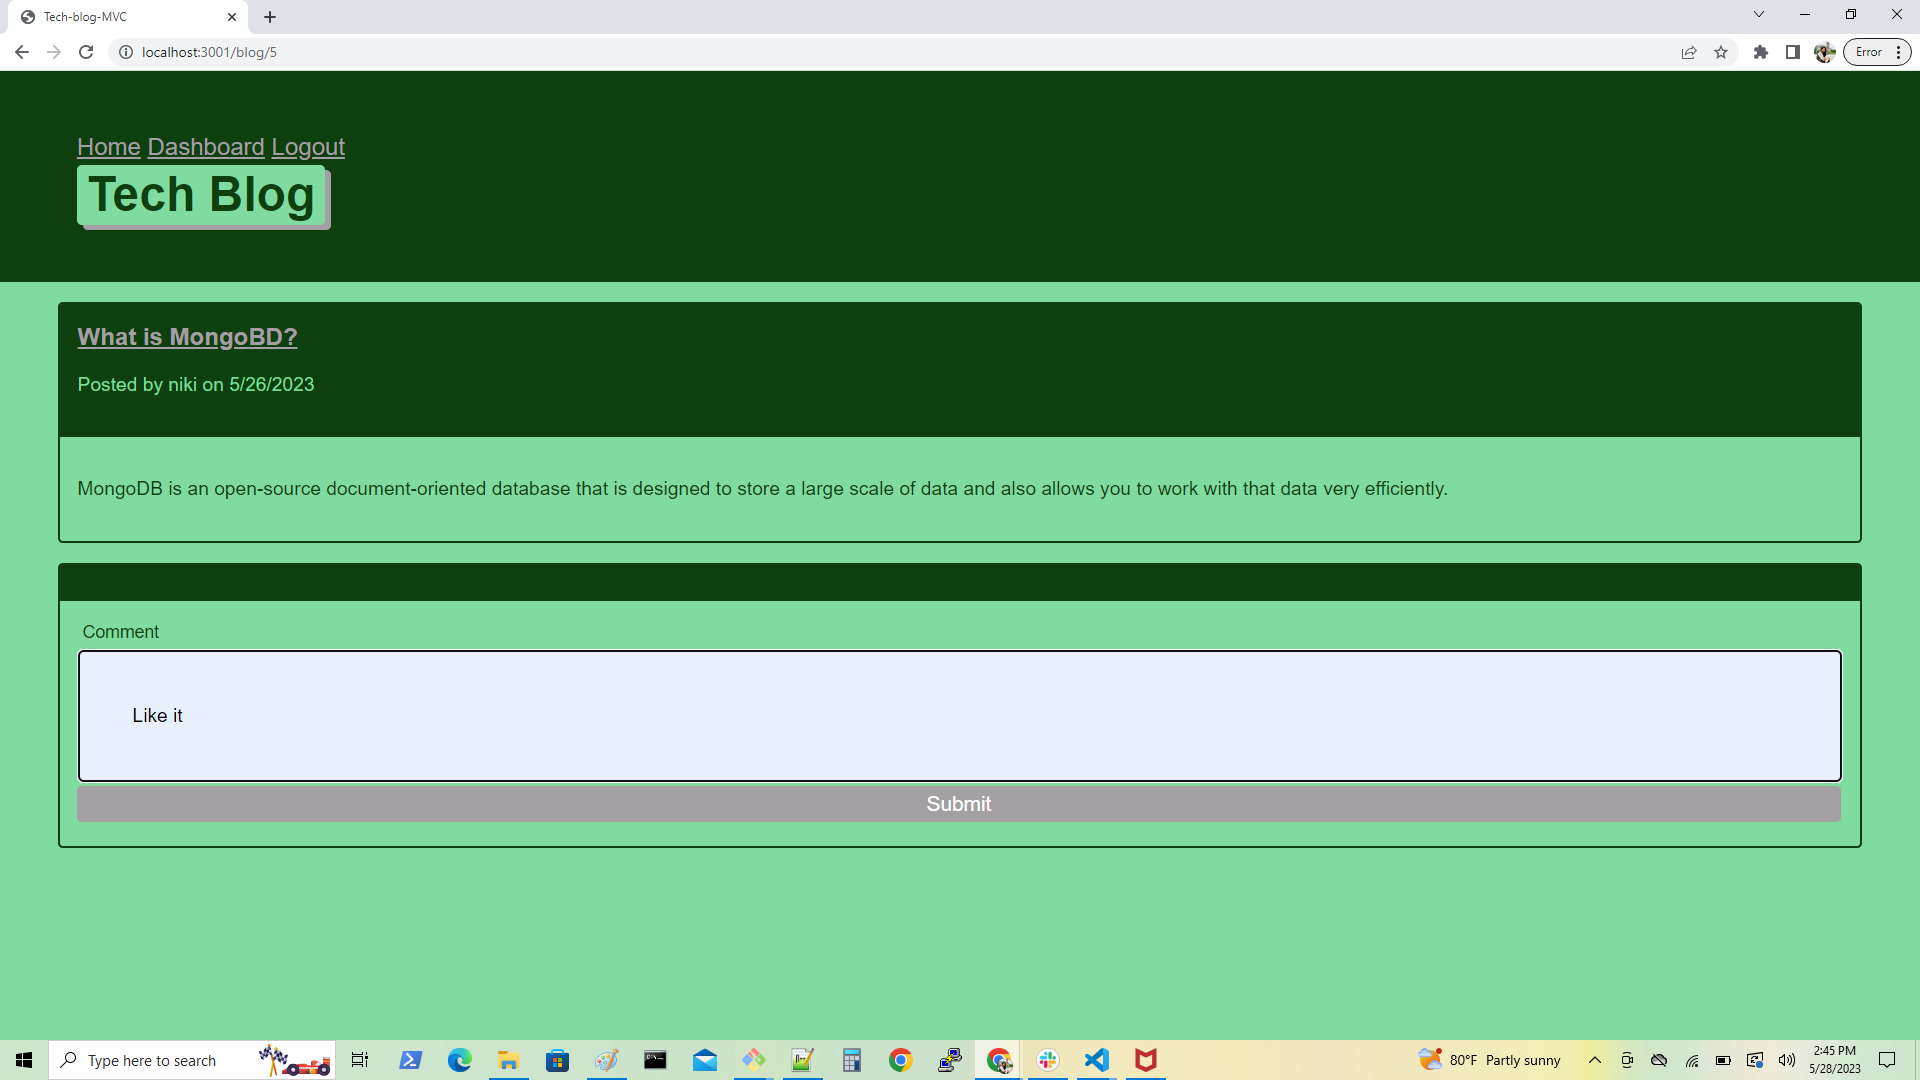 Tech-blog-MVC
localhost:3001/blog/5
Error
Home Dashboard Logout
Tech Blog
What is MongoBD?
Posted by niki on 5/26/2023
MongoDB is an open-source document-oriented database that is designed to store a large scale of data and also allows you to work with that data very efficiently.
Comment
Like it
Submit
Type here to search
80°F Partly sunny
2:45 PM
5/28/2023